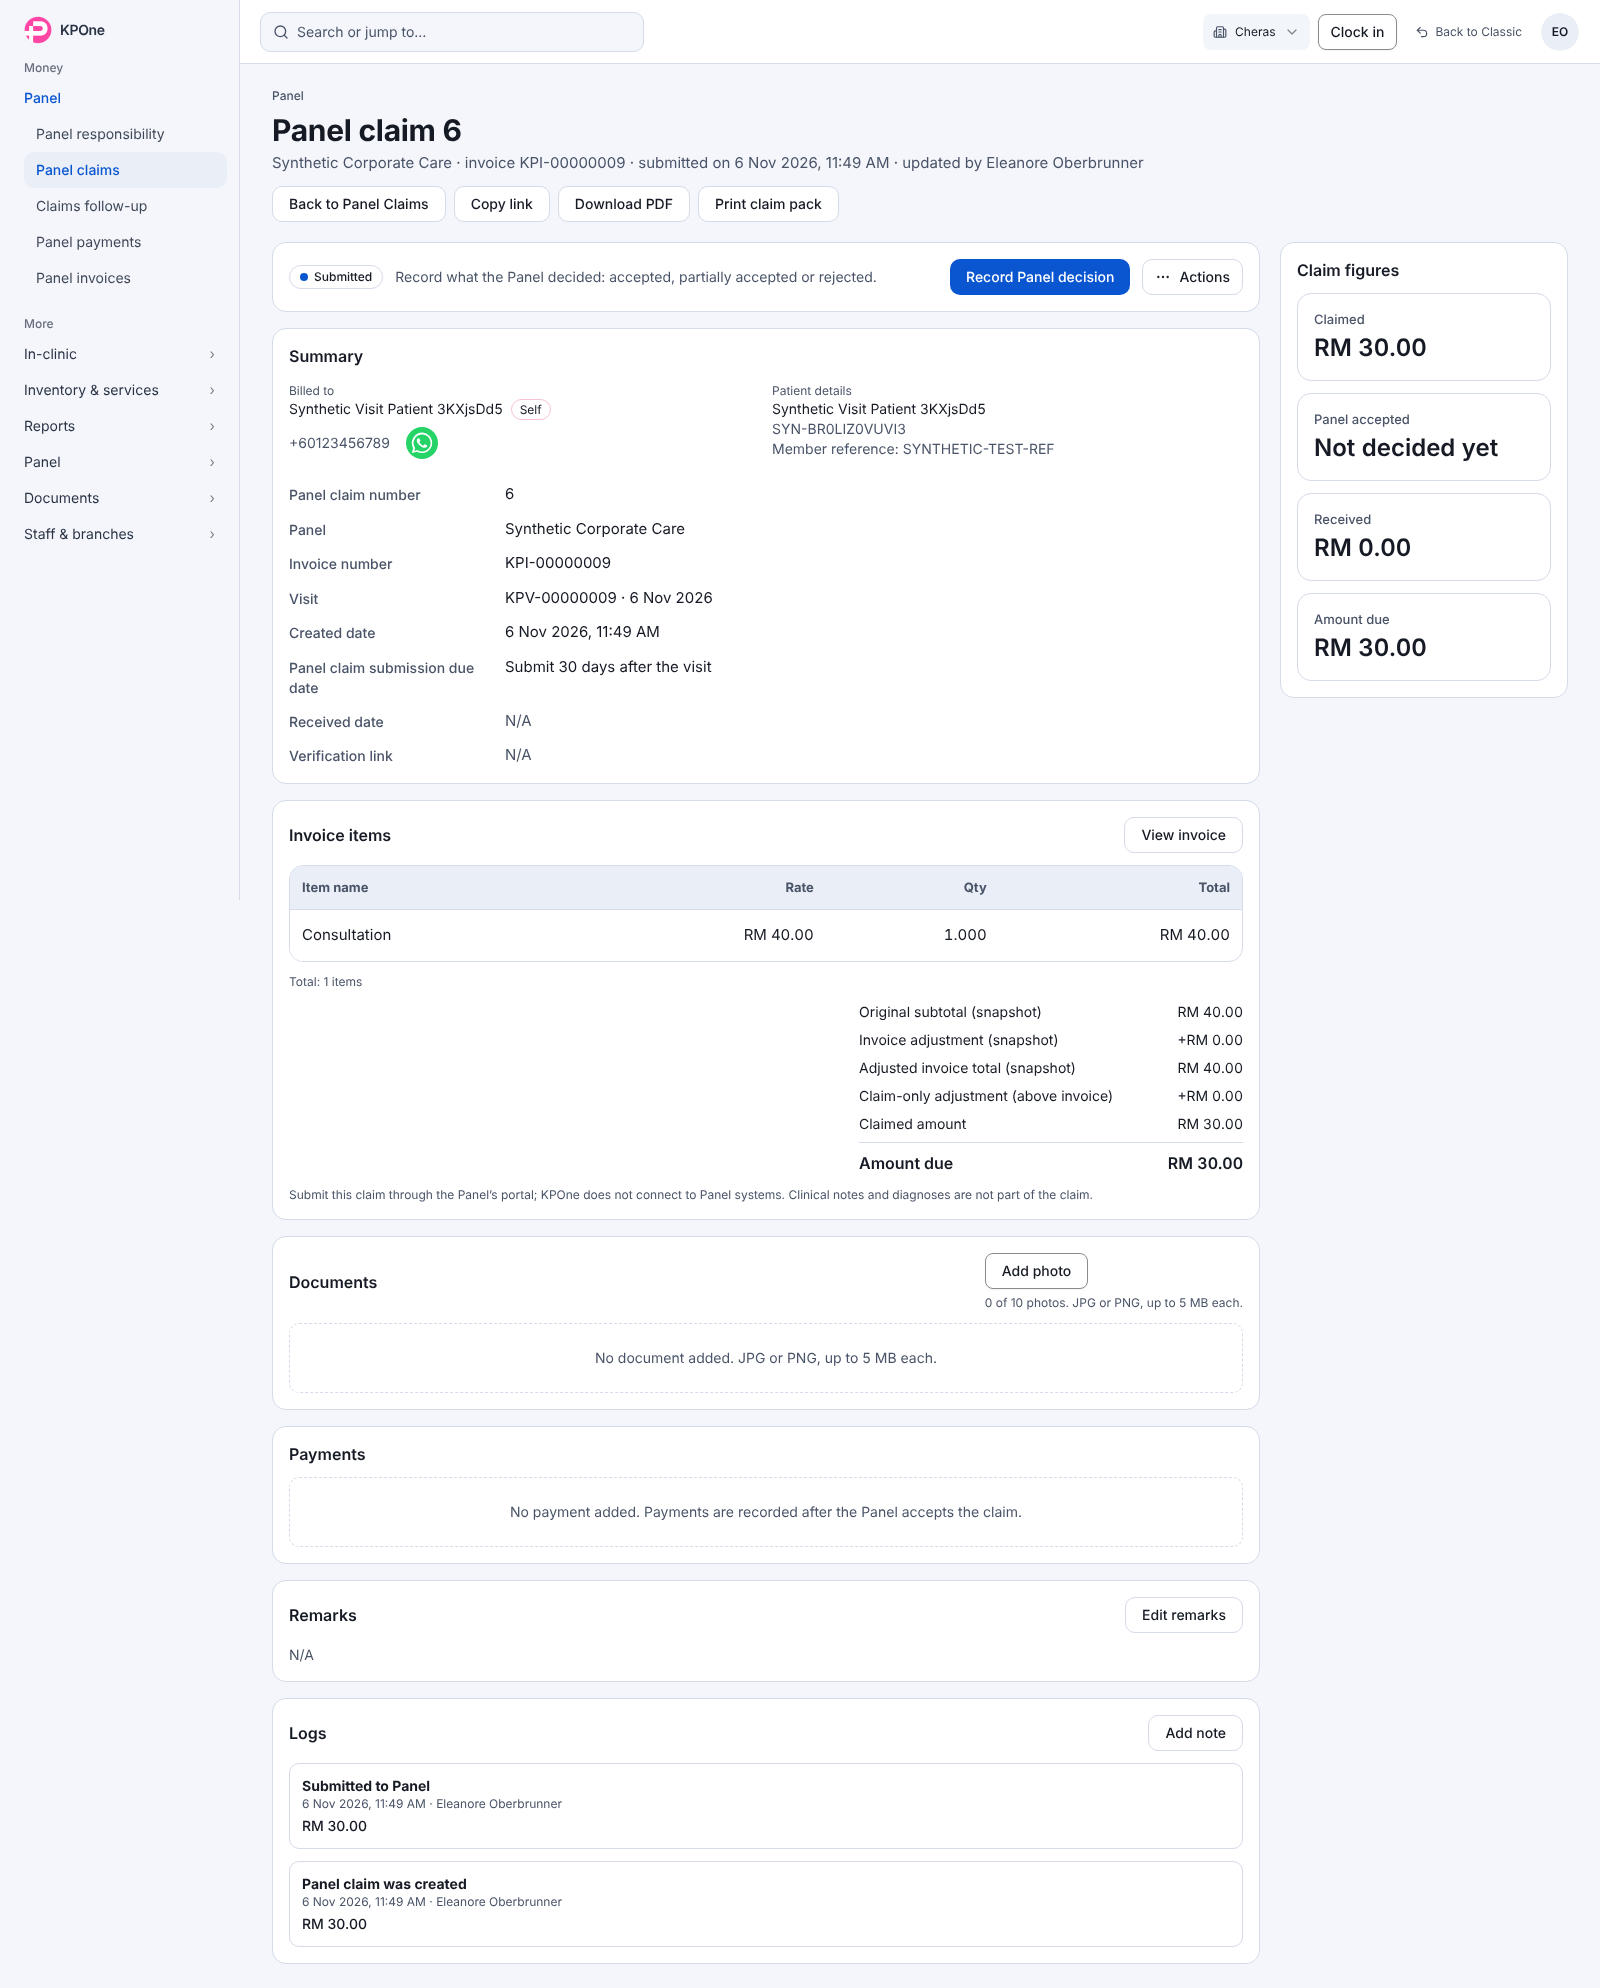 KPOne
Money
Panel
Panel responsibility
Panel claims
Claims follow-up
Panel payments
Panel invoices
More
In-clinic
Inventory & services
Reports
Panel
Documents
Staff & branches
Search or jump to...
Cheras
Clock in
Back to Classic
EO
Panel
Panel claim 6
Synthetic Corporate Care · invoice KPI-00000009 · submitted on 6 Nov 2026, 11:49 AM · updated by Eleanore Oberbrunner
Back to Panel Claims
Copy link
Download PDF
Print claim pack
Submitted
Record what the Panel decided: accepted, partially accepted or rejected.
Record Panel decision
··· Actions
Summary
Billed to
Synthetic Visit Patient 3KXjsDd5 Self
+60123456789
Patient details
Synthetic Visit Patient 3KXjsDd5
SYN-BR0LIZ0VUVI3
Member reference: SYNTHETIC-TEST-REF
Panel claim number 6
Panel Synthetic Corporate Care
Invoice number KPI-00000009
Visit KPV-00000009 · 6 Nov 2026
Created date 6 Nov 2026, 11:49 AM
Panel claim submission due date Submit 30 days after the visit
Received date N/A
Verification link N/A
Claim figures
Claimed
RM 30.00
Panel accepted
Not decided yet
Received
RM 0.00
Amount due
RM 30.00
Invoice items
View invoice
Item name Rate Qty Total
Consultation RM 40.00 1.000 RM 40.00
Total: 1 items
Original subtotal (snapshot) RM 40.00
Invoice adjustment (snapshot) +RM 0.00
Adjusted invoice total (snapshot) RM 40.00
Claim-only adjustment (above invoice) +RM 0.00
Claimed amount RM 30.00
Amount due RM 30.00
Submit this claim through the Panel's portal; KPOne does not connect to Panel systems. Clinical notes and diagnoses are not part of the claim.
Documents
Add photo
0 of 10 photos. JPG or PNG, up to 5 MB each.
No document added. JPG or PNG, up to 5 MB each.
Payments
No payment added. Payments are recorded after the Panel accepts the claim.
Remarks
Edit remarks
N/A
Logs
Add note
Submitted to Panel
6 Nov 2026, 11:49 AM · Eleanore Oberbrunner
RM 30.00
Panel claim was created
6 Nov 2026, 11:49 AM · Eleanore Oberbrunner
RM 30.00